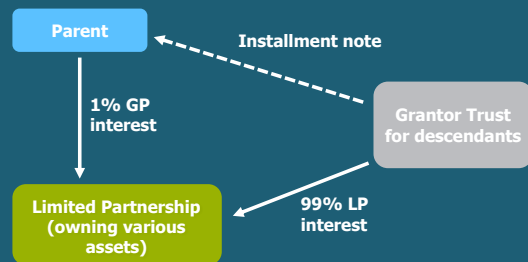 Parent
Installment note
1% GP
interest
Grantor Trust
for descendants
Limited Partnership
(owning various
assets)
99% LP
interest